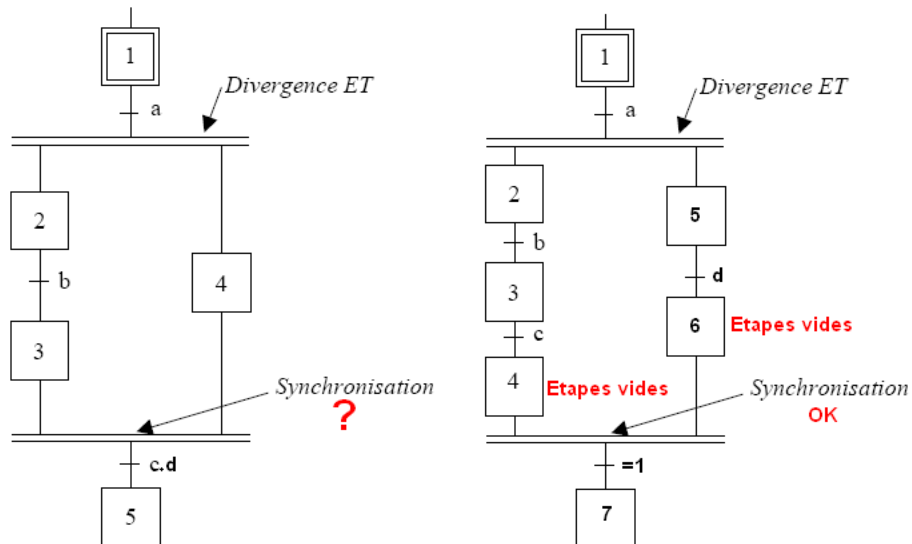 1
a
Divergence ET
2
b
3
4
Synchronisation
?
c.d
5
1
a
Divergence ET
2
b
3
c
4
Etapes vides
5
d
6
Etapes vides
Synchronisation
OK
=1
7